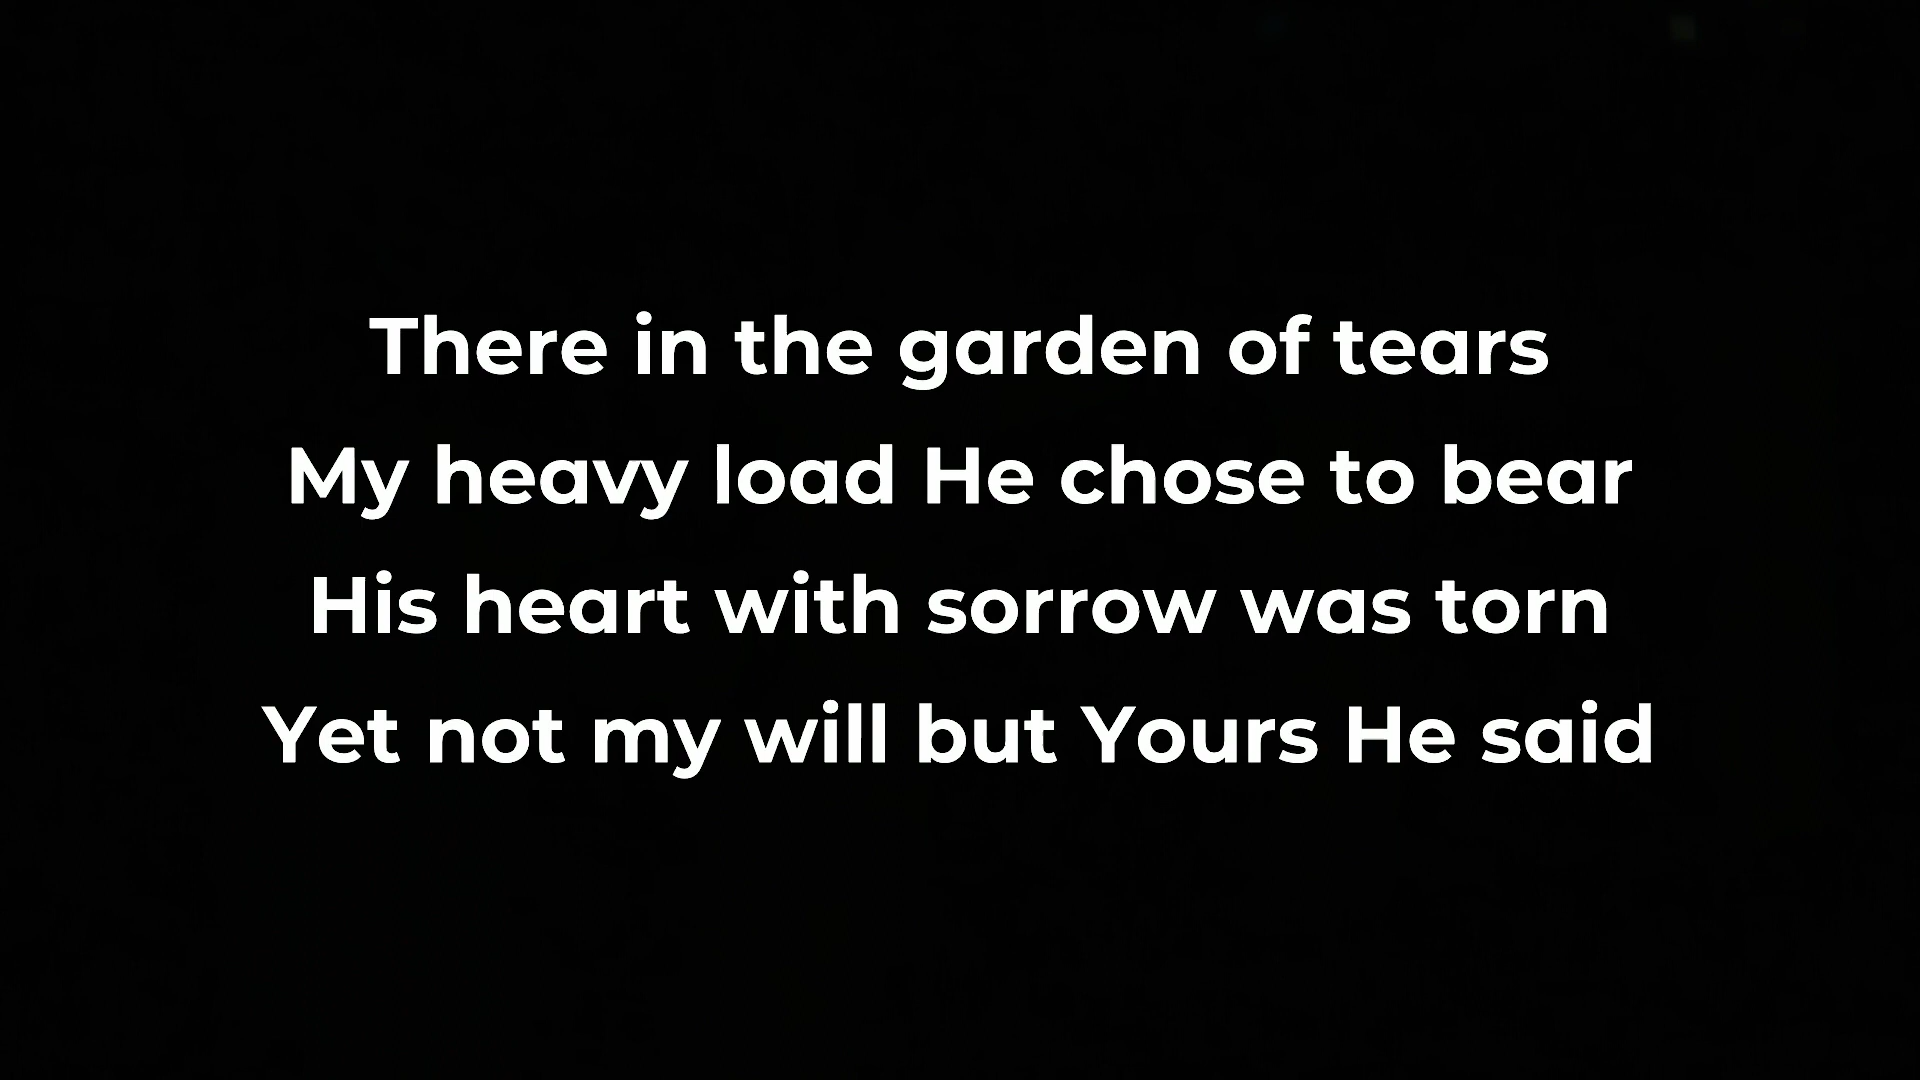 There in the garden of tears
My heavy load He chose to bear
His heart with sorrow was torn
Yet not my will but Yours He said